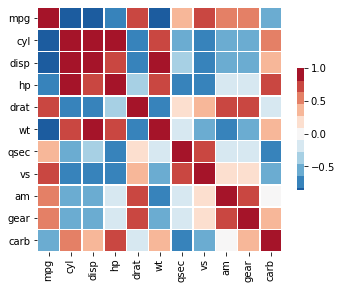 mpg
cyl
disp
hp
drat
wt
qsec
vs
am
gear
carb
mpg cyl disp hp drat wt qsec vs am gear carb
1.0
0.5
0.0
−0.5